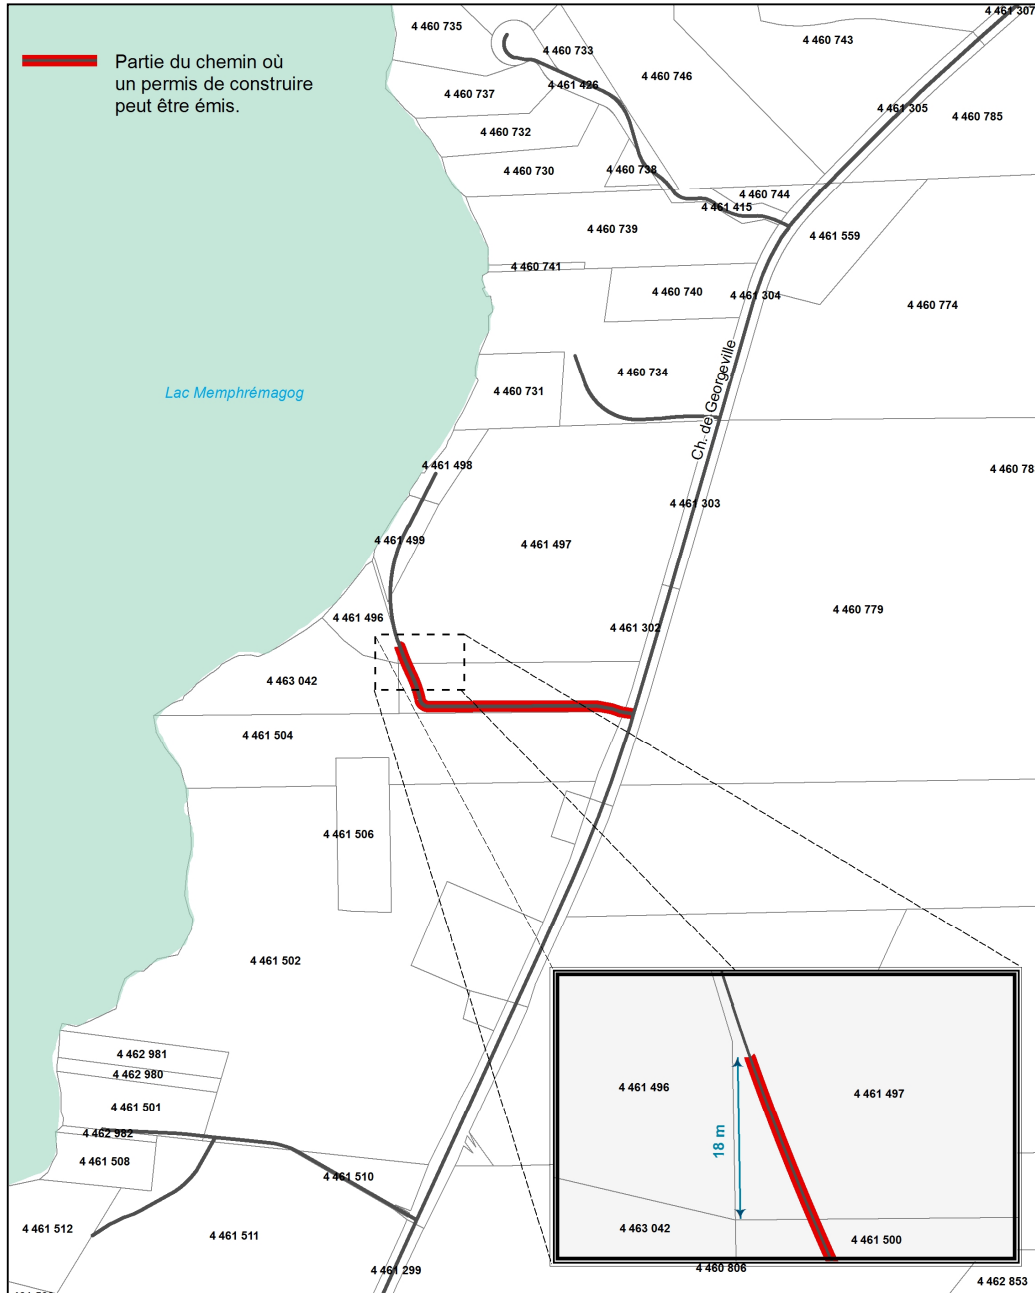 4 461 307
4 460 735
4 460 743
4 460 733
Partie du chemin où
un permis de construire
peut être émis.
4 460 746
4 461 426
4 460 737
4 461 305
4 460 785
4 460 732
4 460 730
4 460 738
4 460 744
4 461 415
4 460 739
4 461 559
4 460 741
4 460 740
4 461 304
4 460 774
Ch. de Georgeville
4 460 734
Lac Memphrémagog
4 460 731
4 461 498
4 460 78
4 461 303
4 461 499
4 461 497
4 460 779
4 461 496
4 461 302
4 463 042
4 461 504
4 461 506
4 461 502
4 462 981
4 462 980
4 461 501
4 462 982
4 461 508
4 461 510
4 461 512
4 461 511
4 461 299
4 461 496
4 461 497
18 m
4 463 042
4 461 500
4 460 806
4 462 853